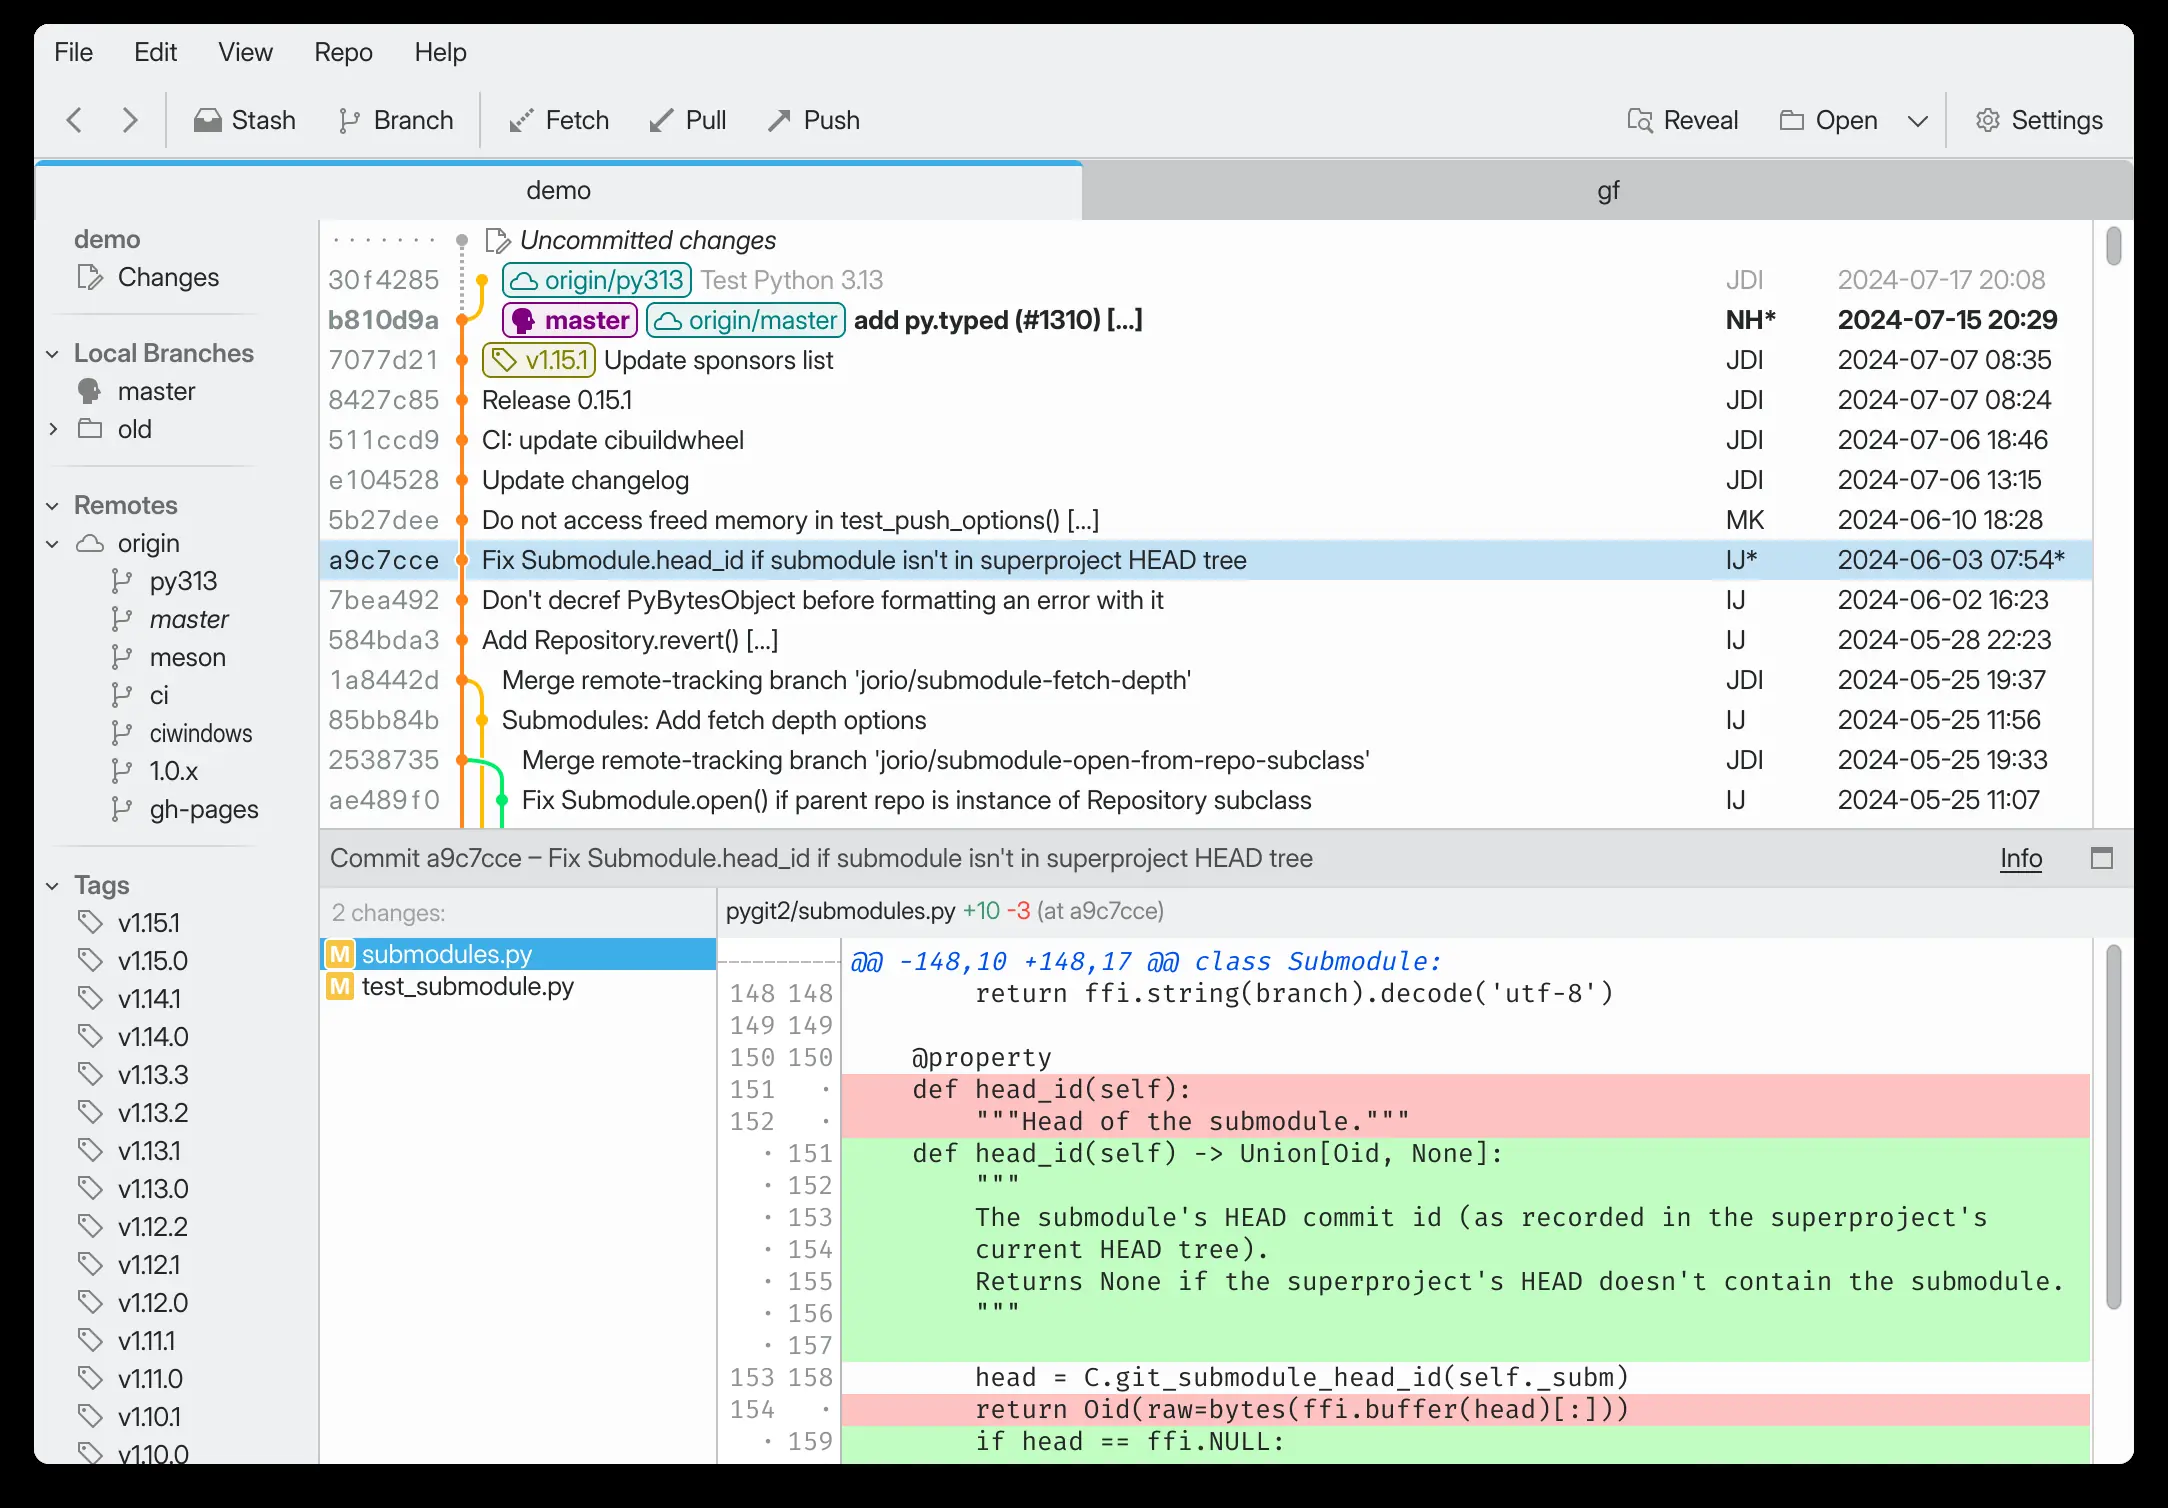 File Edit View Repo Help
Stash Branch Fetch Pull Push Reveal Open Settings
demo gf
demo
Changes
Local Branches
master
old
Remotes
origin
py313
master
meson
ci
ciwindows
1.0.x
gh-pages
Tags
v1.15.1
v1.15.0
v1.14.1
v1.14.0
v1.13.3
v1.13.2
v1.13.1
v1.13.0
v1.12.2
v1.12.1
v1.12.0
v1.11.1
v1.11.0
v1.10.1
v1.10.0
· · · · · · · Uncommitted changes
30f4285 origin/py313 Test Python 3.13 JDI 2024-07-17 20:08
b810d9a master origin/master add py.typed (#1310) [...] NH* 2024-07-15 20:29
7077d21 v1.15.1 Update sponsors list JDI 2024-07-07 08:35
8427c85 Release 0.15.1 JDI 2024-07-07 08:24
511ccd9 CI: update cibuildwheel JDI 2024-07-06 18:46
e104528 Update changelog JDI 2024-07-06 13:15
5b27dee Do not access freed memory in test_push_options() [...] MK 2024-06-10 18:28
a9c7cce Fix Submodule.head_id if submodule isn't in superproject HEAD tree IJ* 2024-06-03 07:54*
7bea492 Don't decref PyBytesObject before formatting an error with it IJ 2024-06-02 16:23
584bda3 Add Repository.revert() [...] IJ 2024-05-28 22:23
1a8442d Merge remote-tracking branch 'jorio/submodule-fetch-depth' JDI 2024-05-25 19:37
85bb84b Submodules: Add fetch depth options IJ 2024-05-25 11:56
2538735 Merge remote-tracking branch 'jorio/submodule-open-from-repo-subclass' JDI 2024-05-25 19:33
ae489f0 Fix Submodule.open() if parent repo is instance of Repository subclass IJ 2024-05-25 11:07
Commit a9c7cce – Fix Submodule.head_id if submodule isn't in superproject HEAD tree Info
2 changes:
M submodules.py
M test_submodule.py
pygit2/submodules.py +10 -3 (at a9c7cce)
@@ -148,10 +148,17 @@ class Submodule:
148 148 return ffi.string(branch).decode('utf-8')
149 149
150 150 @property
151 · def head_id(self):
152 · """Head of the submodule."""
· 151 def head_id(self) -> Union[Oid, None]:
· 152 """
· 153 The submodule's HEAD commit id (as recorded in the superproject's
· 154 current HEAD tree).
· 155 Returns None if the superproject's HEAD doesn't contain the submodule.
· 156 """
· 157
153 158 head = C.git_submodule_head_id(self._subm)
154 · return Oid(raw=bytes(ffi.buffer(head)[:]))
· 159 if head == ffi.NULL: